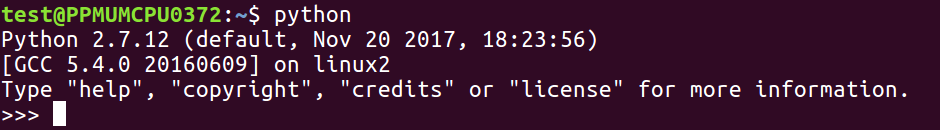 test@PPMUMCPU0372:~$ python
Python 2.7.12 (default, Nov 20 2017, 18:23:56)
[GCC 5.4.0 20160609] on linux2
Type "help", "copyright", "credits" or "license" for more information.
>>>